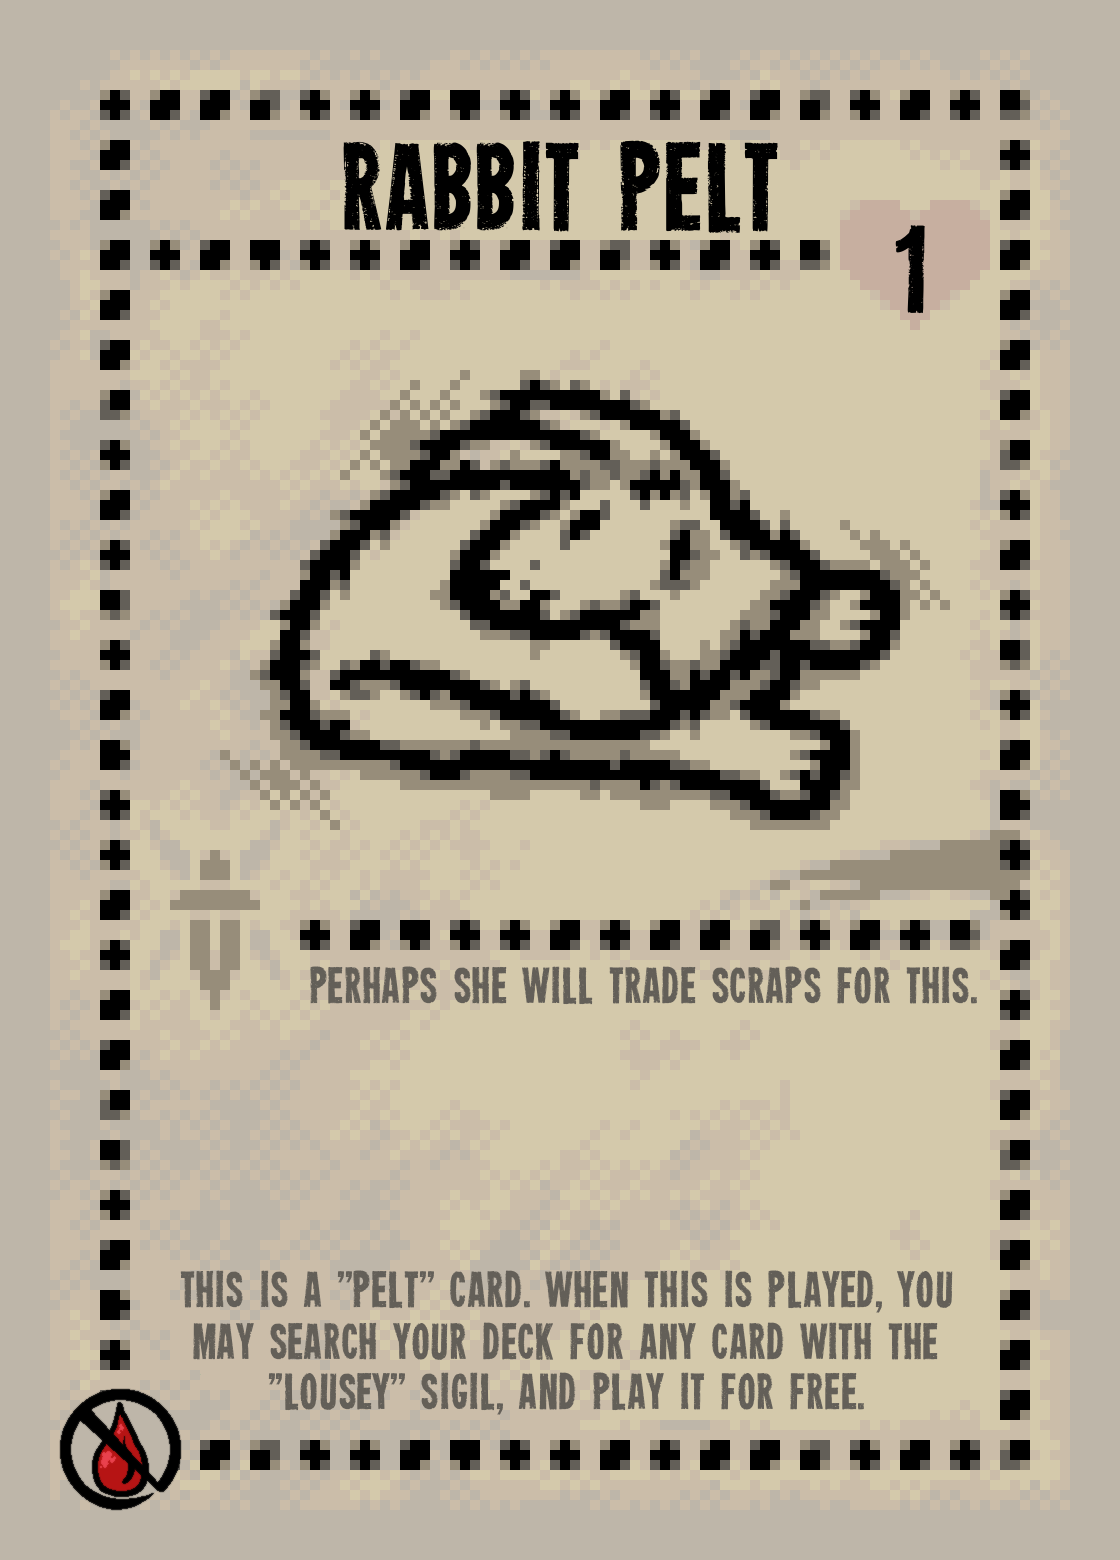 RABBIT PELT
1
PERHAPS SHE WILL TRADE SCRAPS FOR THIS.
THIS IS A "PELT" CARD. WHEN THIS IS PLAYED, YOU
MAY SEARCH YOUR DECK FOR ANY CARD WITH THE
"LOUSEY" SIGIL, AND PLAY IT FOR FREE.